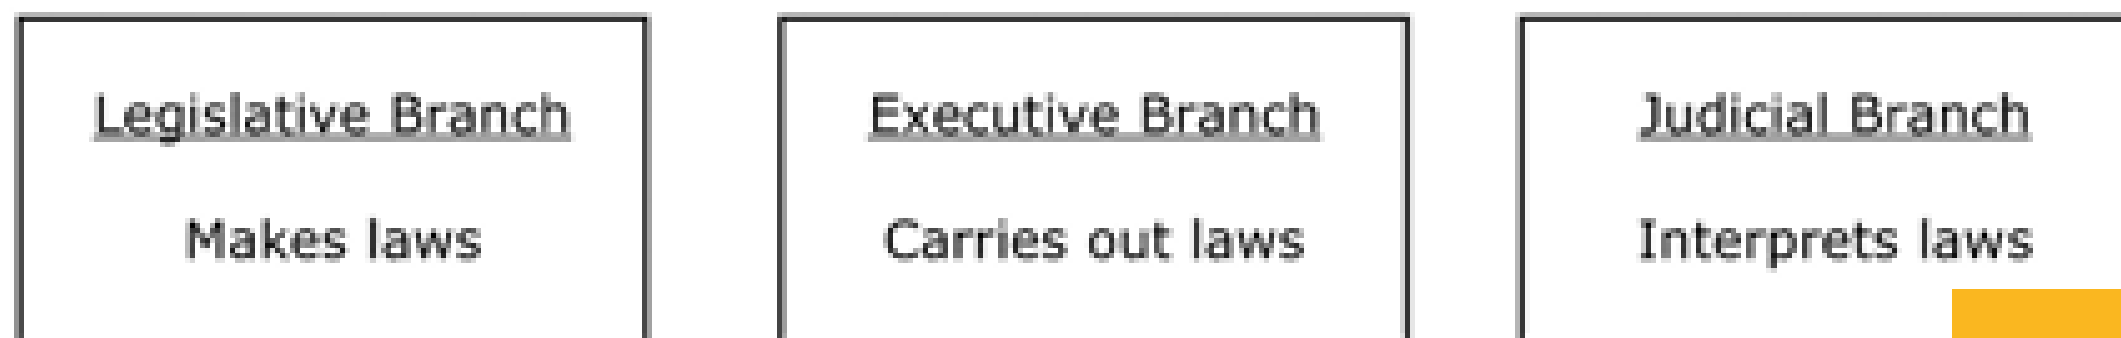 Legislative Branch
Makes laws
Executive Branch
Carries out laws
Judicial Branch
Interprets laws